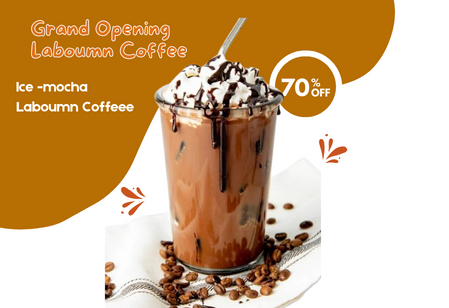 Grand Opening
Laboumn Coffee
Ice -mocha
Laboumn Coffeee
70% OFF